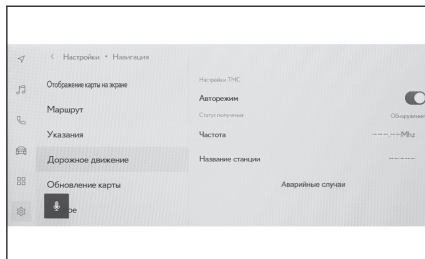 < Настройки • Навигация
Отображение карты на экране
Маршрут
Указания
Дорожное движение
Обновление карты
ре
Настройки TMC
Авторежим
Статус получения
Обнаружение
Частота
---.--Mhz
Название станции
------
Аварийные случаи